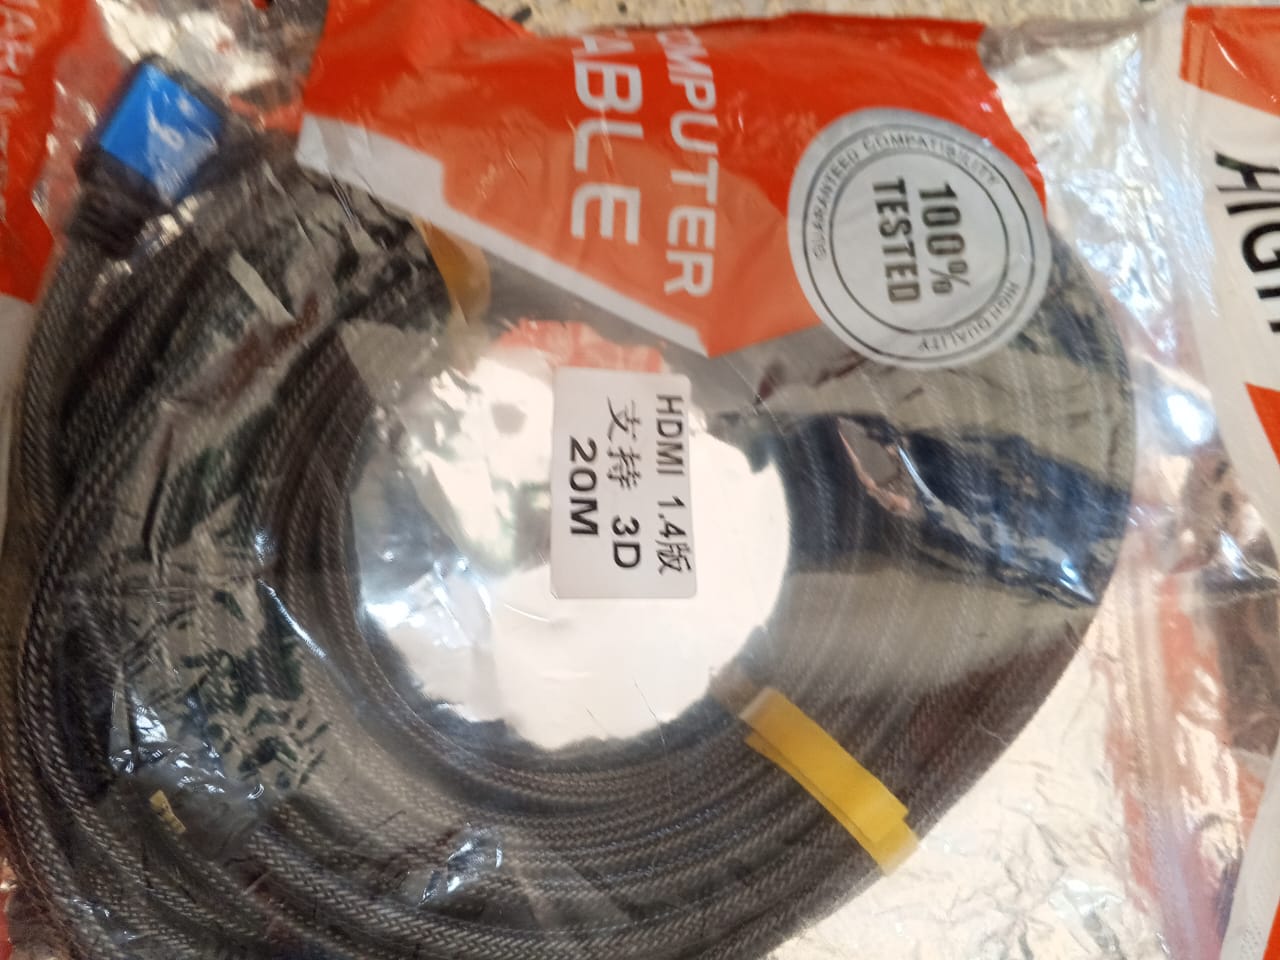 COMPUTER
CABLE
GUARANTEED COMPATIBILITY
100%
TESTED
HIGH QUALITY
HDMI 1.4版
支持 3D
20M